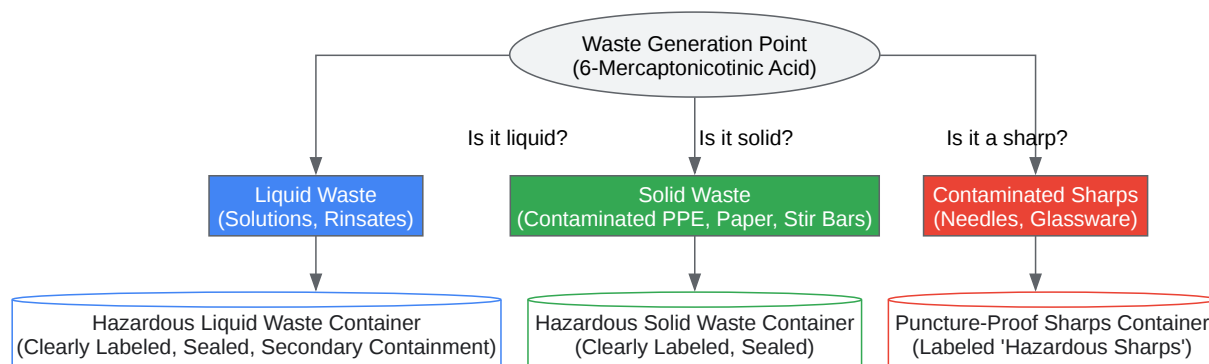 Waste Generation Point
(6-Mercaptonicotinic Acid)
Is it liquid?
Is it solid?
Is it a sharp?
Liquid Waste
(Solutions, Rinsates)
Solid Waste
(Contaminated PPE, Paper, Stir Bars)
Contaminated Sharps
(Needles, Glassware)
Hazardous Liquid Waste Container
(Clearly Labeled, Sealed, Secondary Containment)
Hazardous Solid Waste Container
(Clearly Labeled, Sealed)
Puncture-Proof Sharps Container
(Labeled 'Hazardous Sharps')